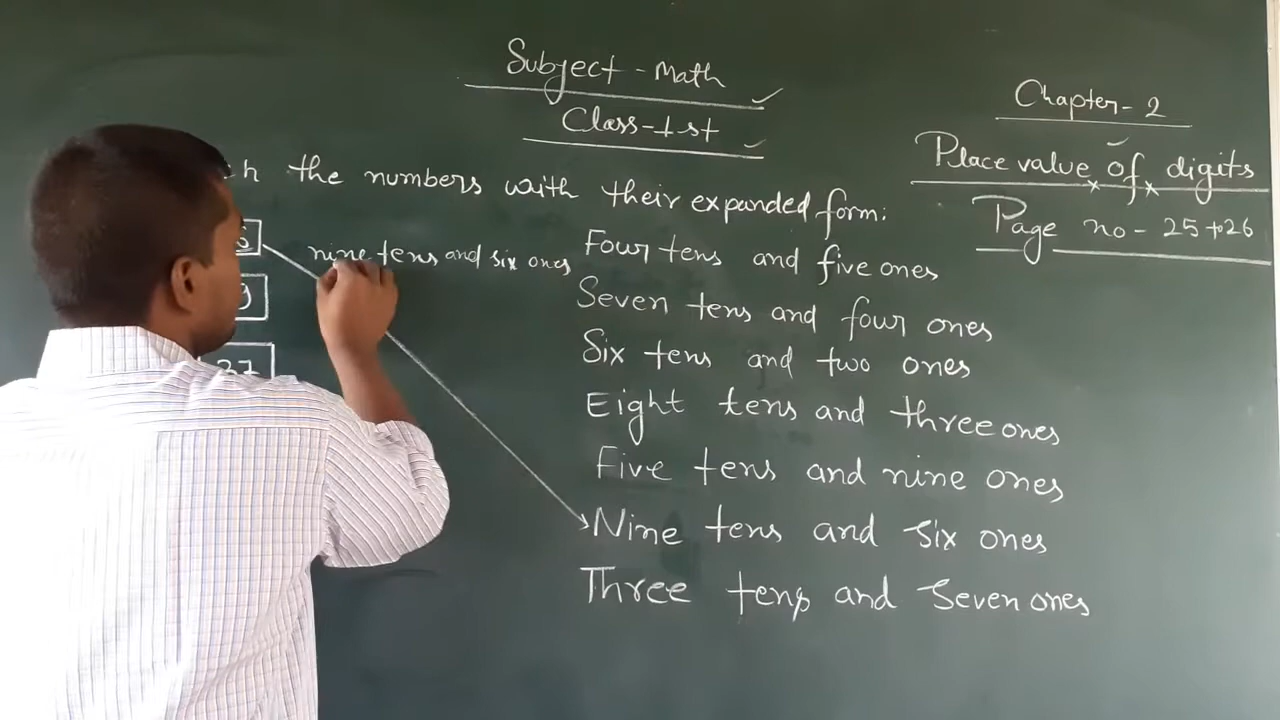 Subject - Math
Class-1st
Chapter- 2
Place value of digits
Page no - 25+26
the numbers with their expanded form:
nine tens and six ones
Four tens and five ones
Seven tens and four ones
37
Six tens and two ones
Eight tens and three ones
Five tens and nine ones
Nine tens and six ones
Three tens and Seven ones